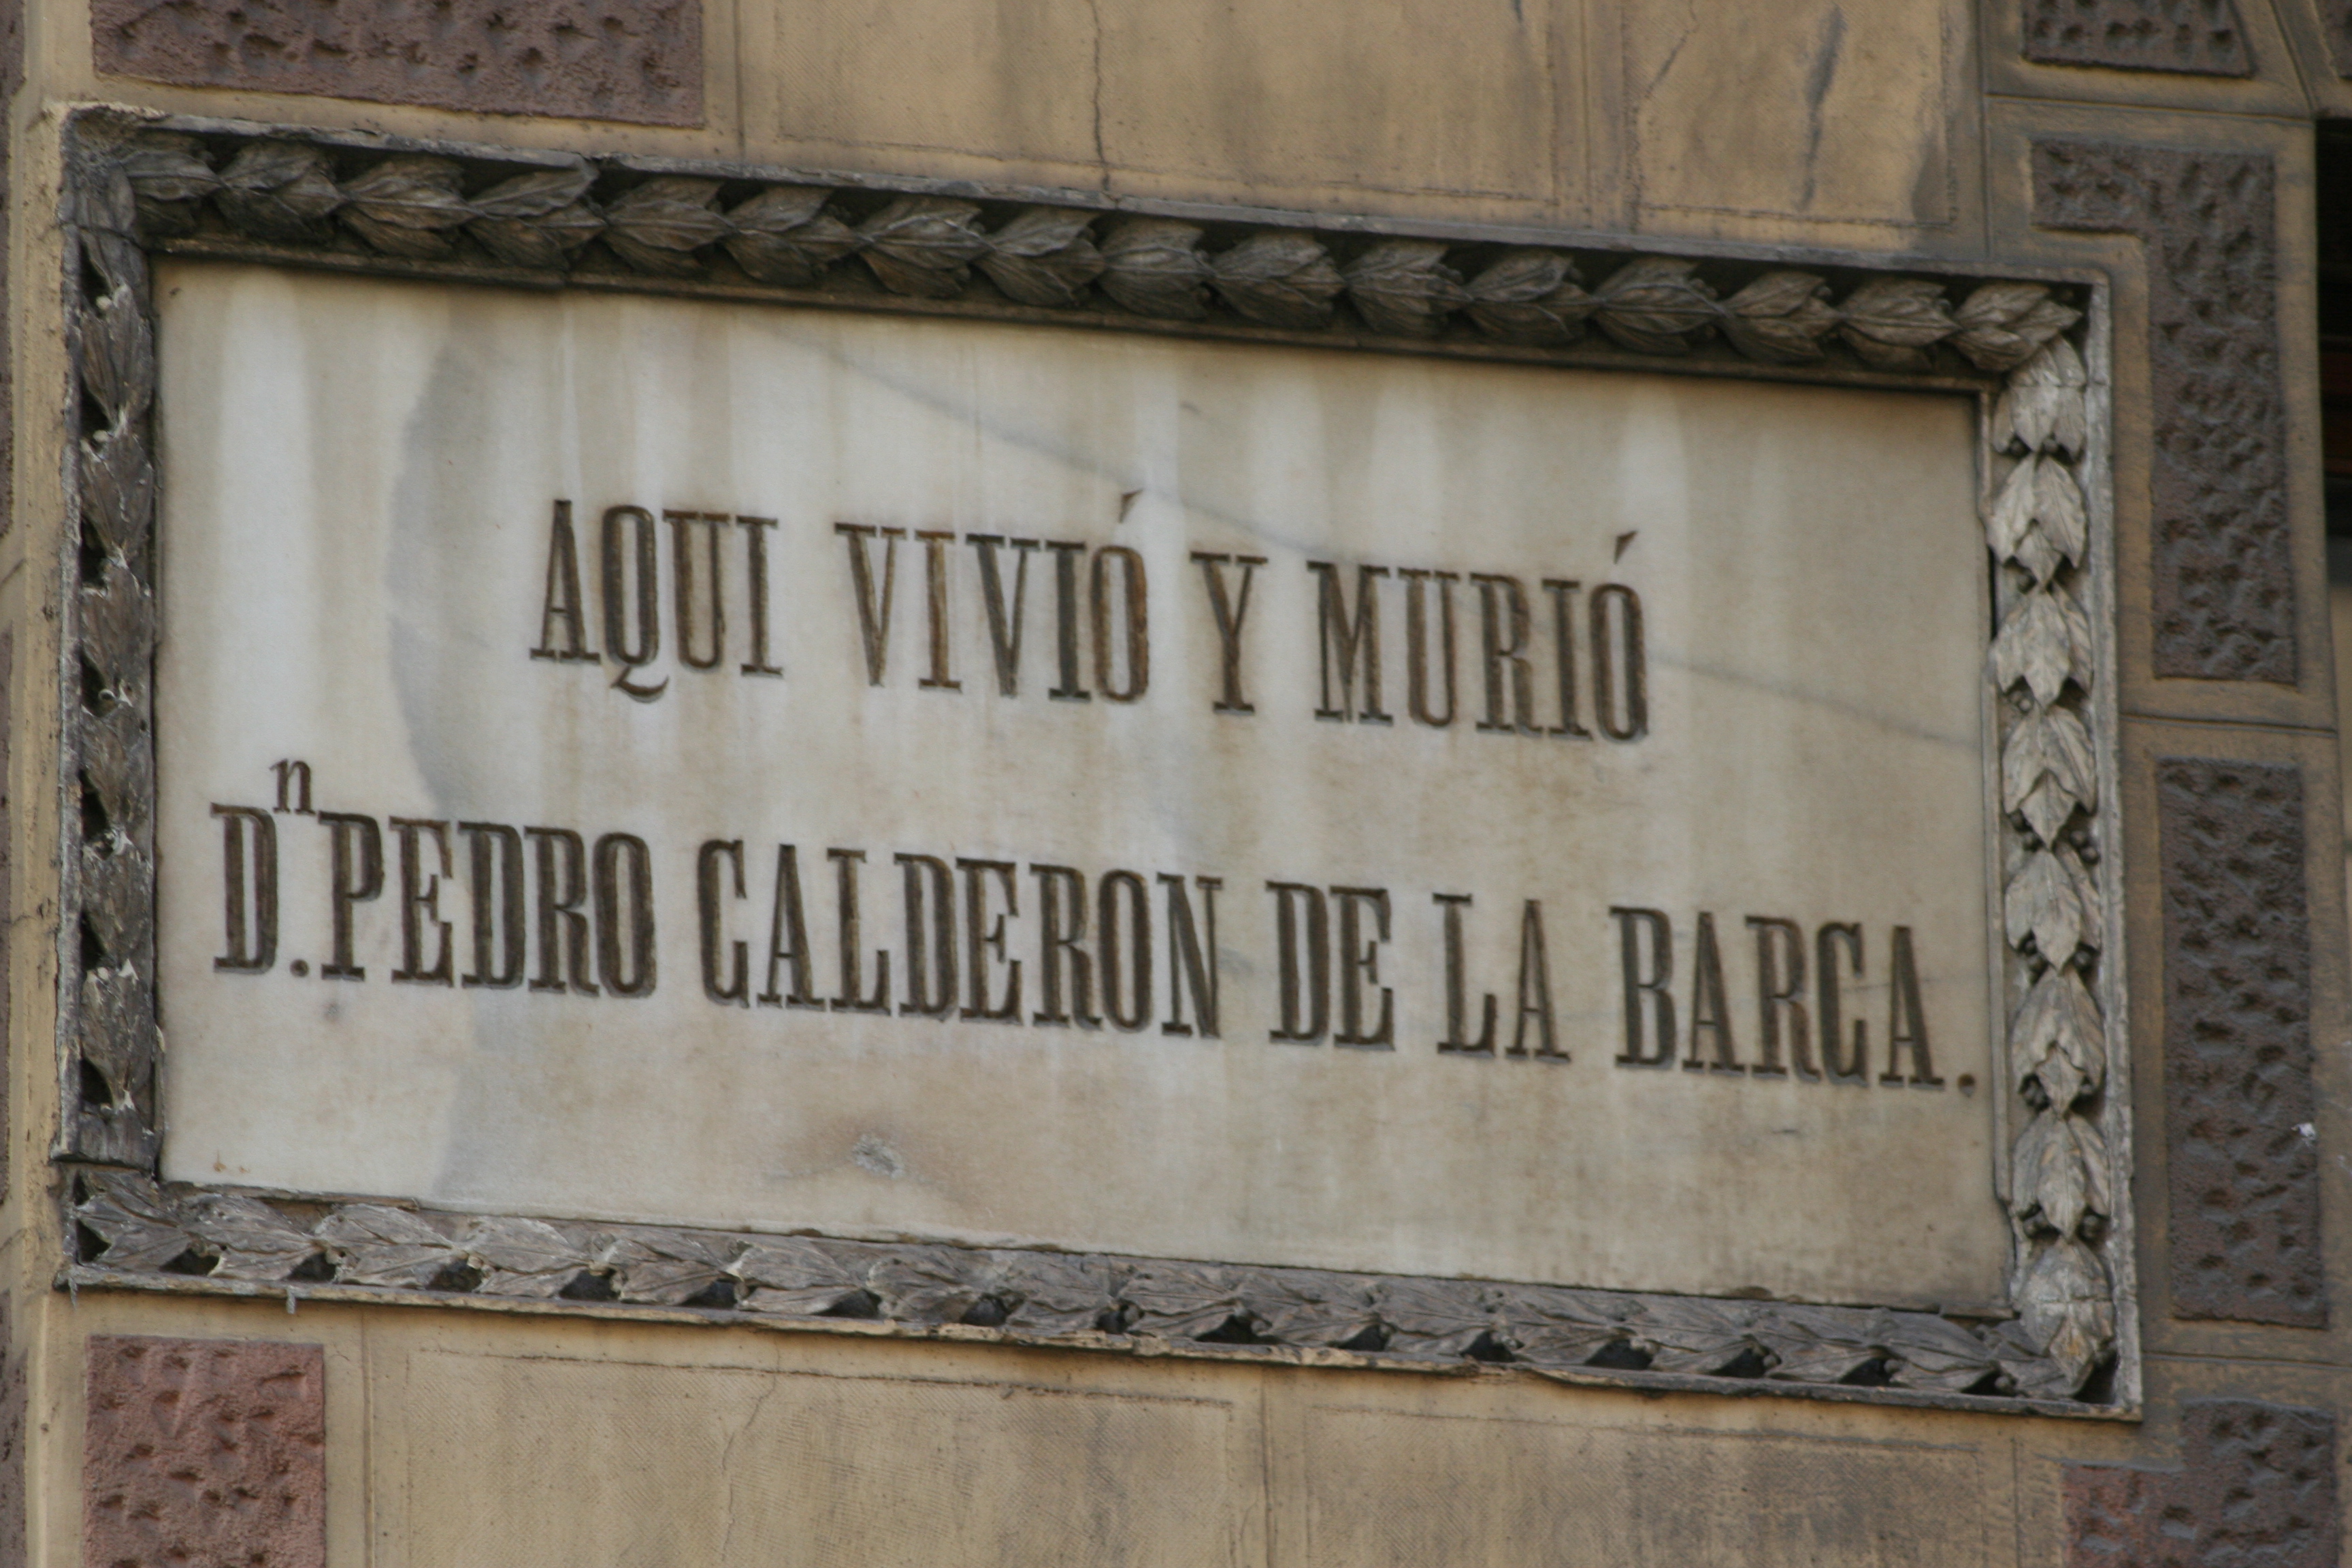 AQUI VIVIÓ Y MURIÓ
Dⁿ. PEDRO CALDERON DE LA BARCA.